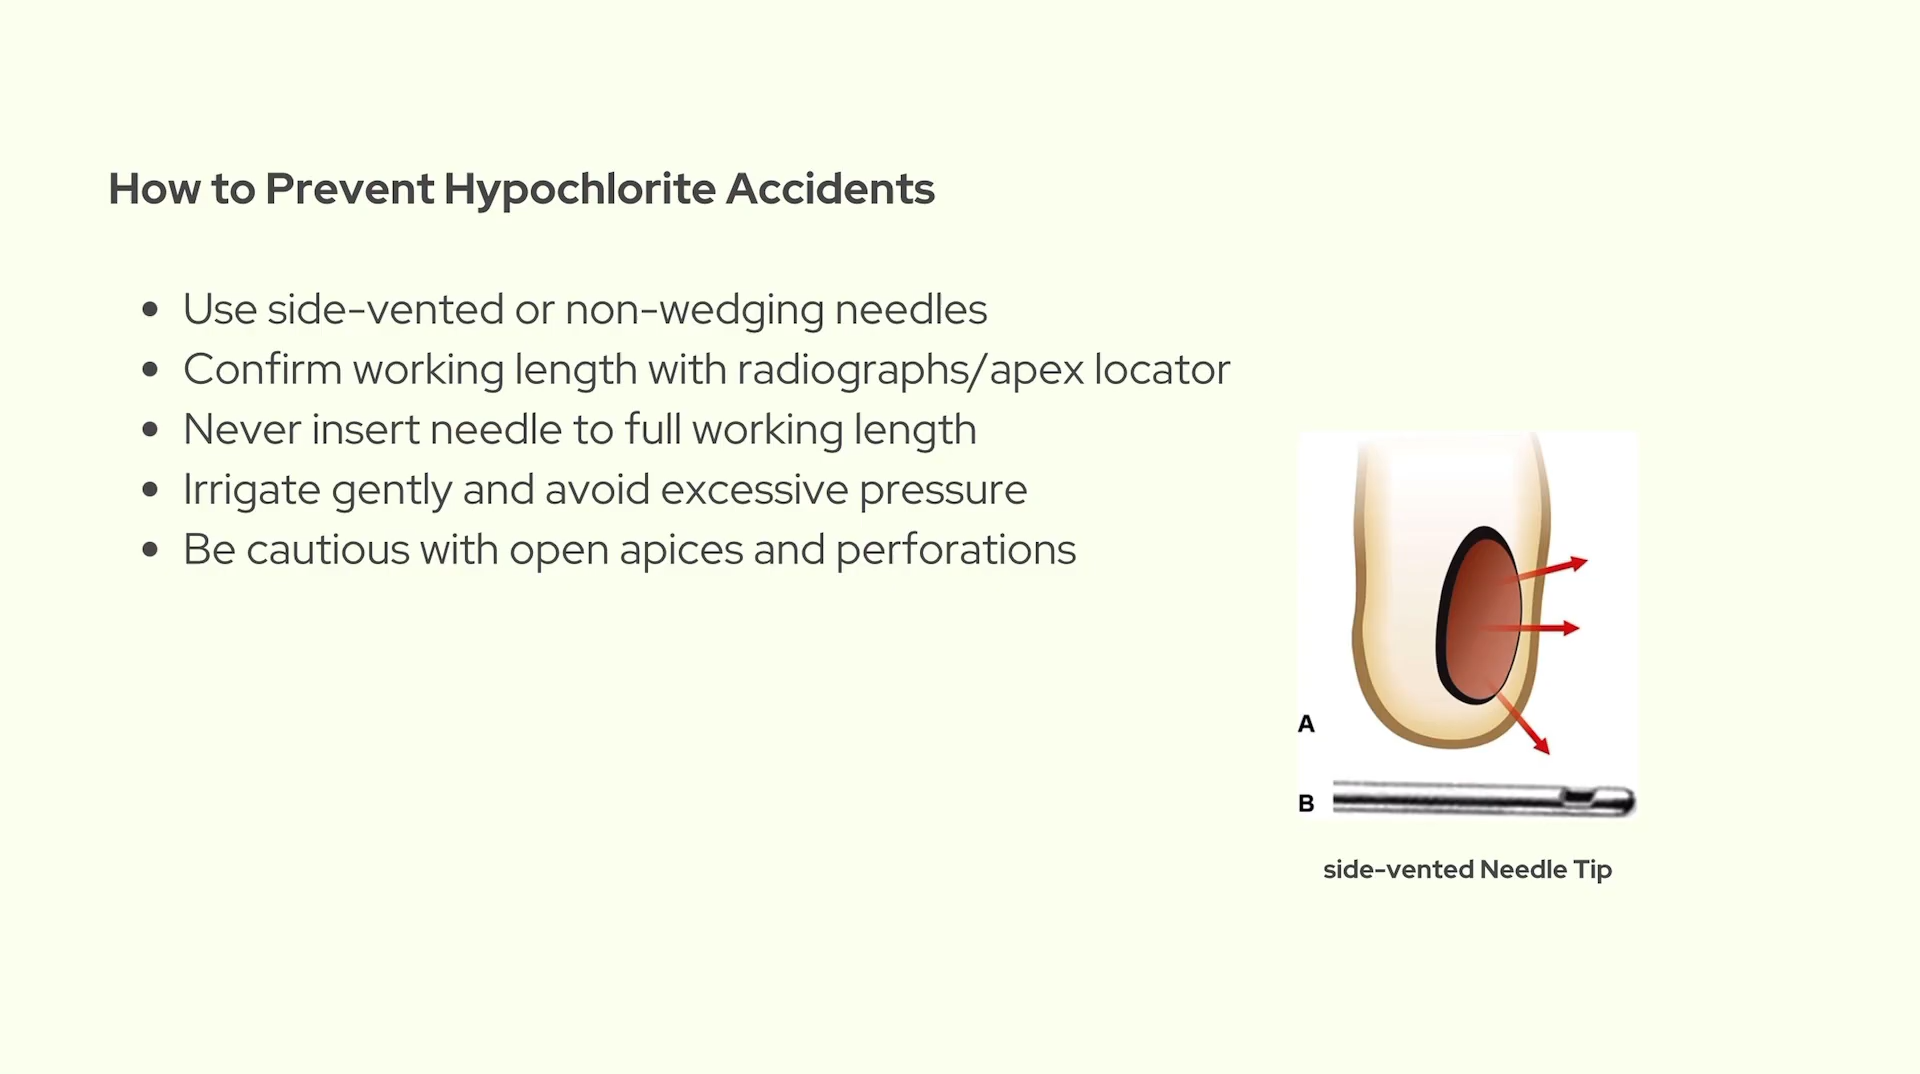 How to Prevent Hypochlorite Accidents
• Use side-vented or non-wedging needles
• Confirm working length with radiographs/apex locator
• Never insert needle to full working length
• Irrigate gently and avoid excessive pressure
• Be cautious with open apices and perforations
A
B
side-vented Needle Tip